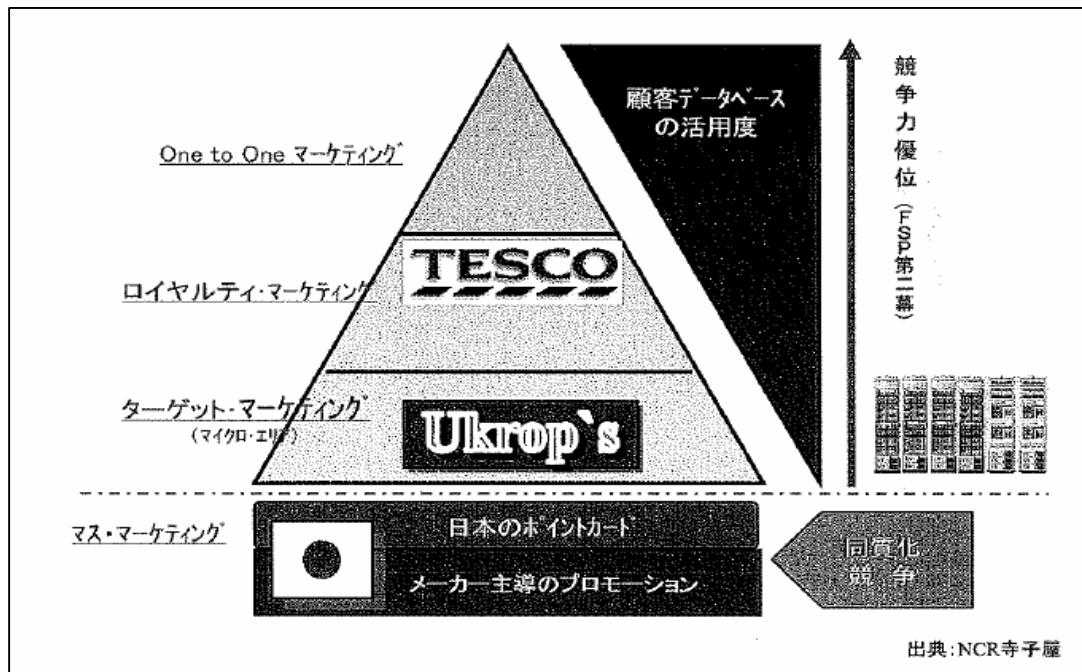 顧客データベース
の活用度
競争力優位(FSP第二幕)
One to One マーケティング
TESCO
ロイヤルティ・マーケティング
ターゲット・マーケティング
(マイクロ・エリア)
Ukrop`s
マス・マーケティング
日本のポイントカード
メーカー主導のプロモーション
同質化
競争
出典:NCR寺子屋